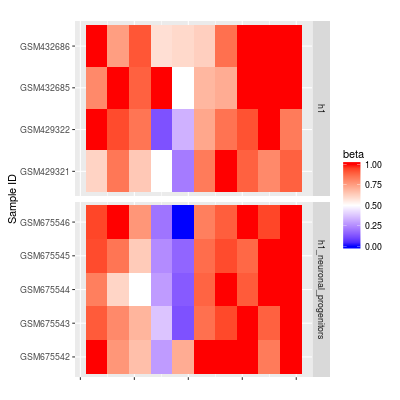 Sample ID
GSM432686
GSM432685
GSM429322
GSM429321
h1
GSM675546
GSM675545
GSM675544
GSM675543
GSM675542
h1_neuronal_progenitors
beta
1.00
0.75
0.50
0.25
0.00